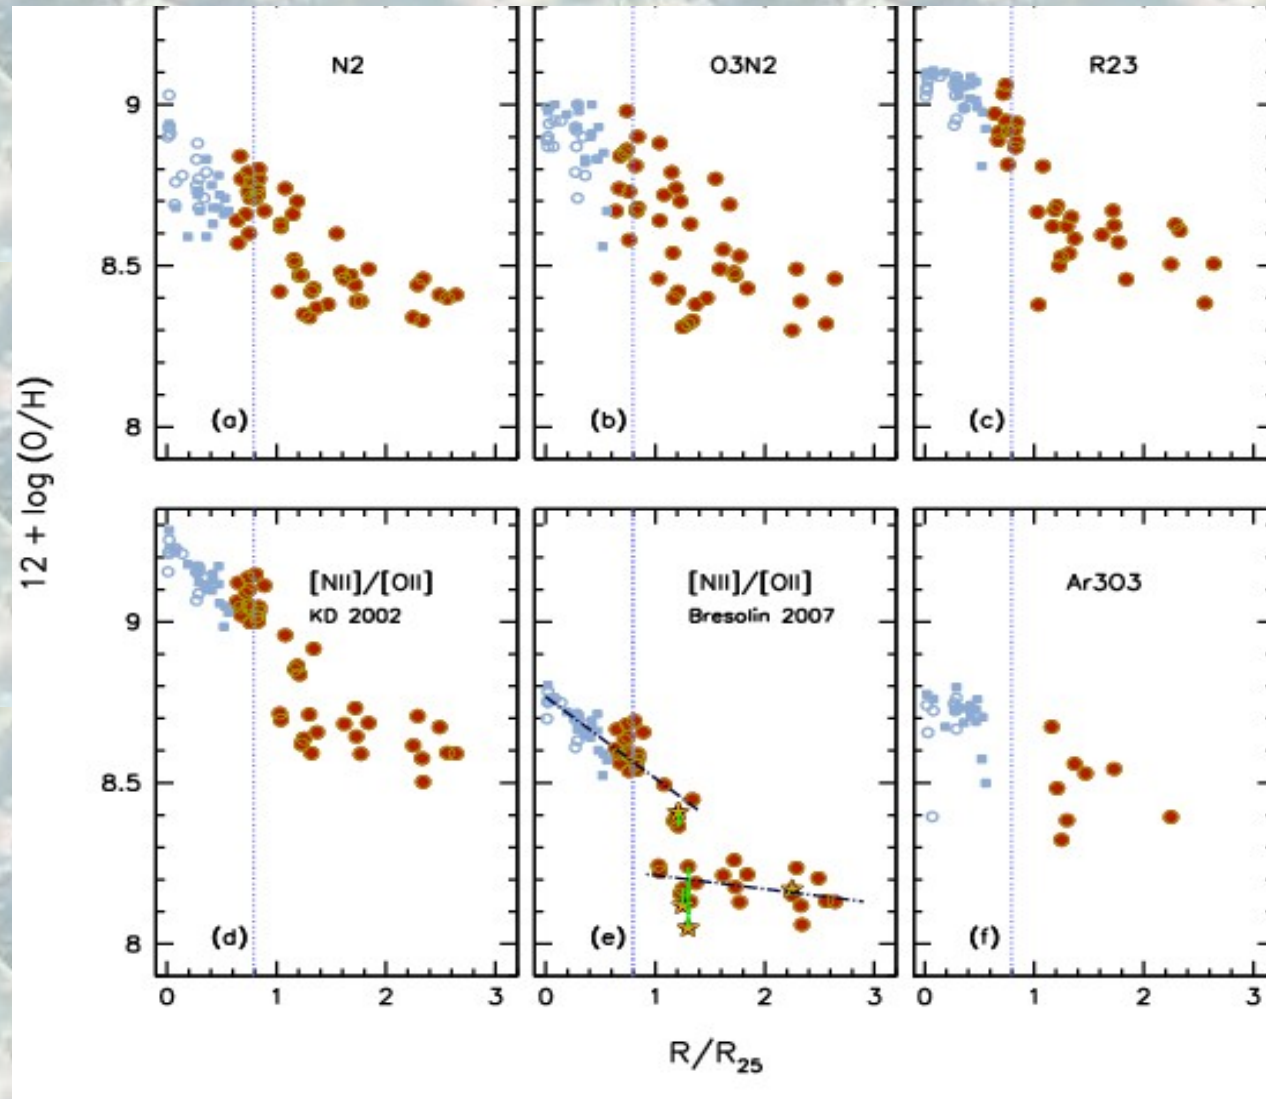 N2
O3N2
R23
9
8.5
8
(a)
(b)
(c)
12 + log (O/H)
[NII]/[OII]
KD 2002
[NII]/[OII]
Bresolin 2007
Ar3O3
9
8.5
8
(d)
(e)
(f)
0 1 2 3
0 1 2 3
0 1 2 3
R/R25